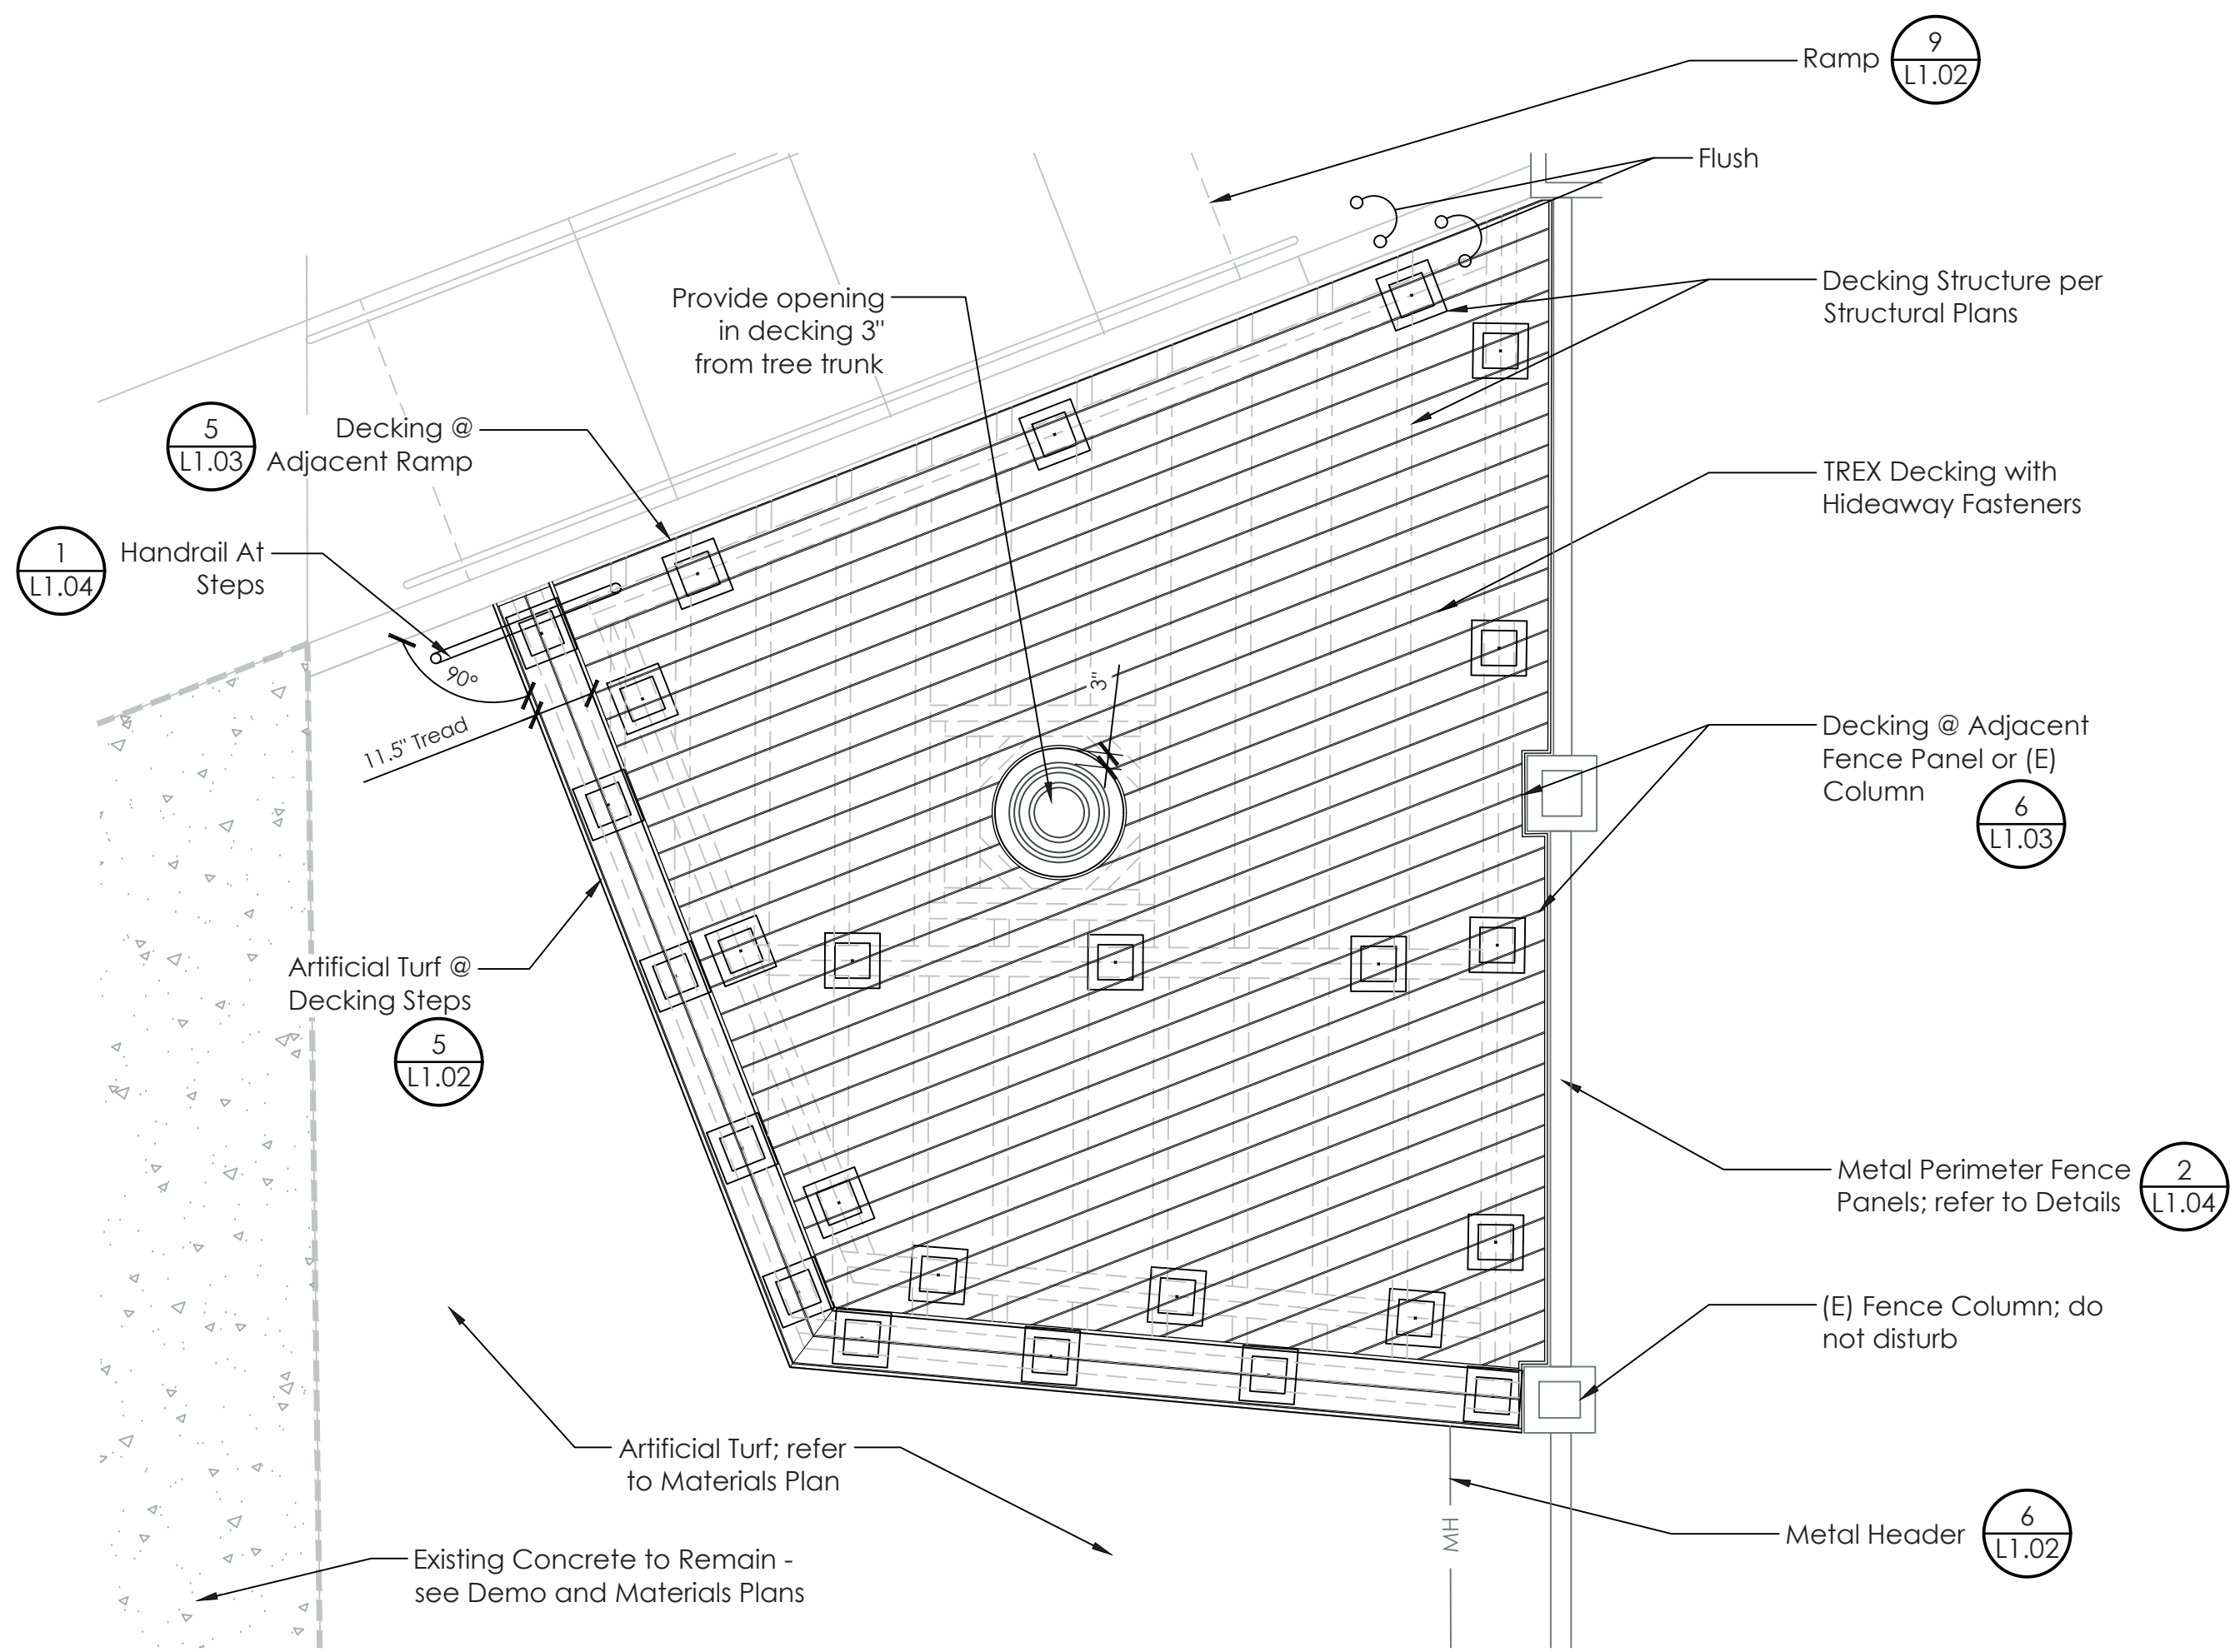 Ramp
9
L1.02
Flush
Provide opening
in decking 3"
from tree trunk
Decking Structure per
Structural Plans
5
L1.03
Decking @
Adjacent Ramp
TREX Decking with
Hideaway Fasteners
1
L1.04
Handrail At
Steps
90°
3"
11.5" Tread
Decking @ Adjacent
Fence Panel or (E)
Column
6
L1.03
Artificial Turf @
Decking Steps
5
L1.02
Metal Perimeter Fence
Panels; refer to Details
2
L1.04
(E) Fence Column; do
not disturb
Artificial Turf; refer
to Materials Plan
MH
Metal Header
6
L1.02
Existing Concrete to Remain -
see Demo and Materials Plans